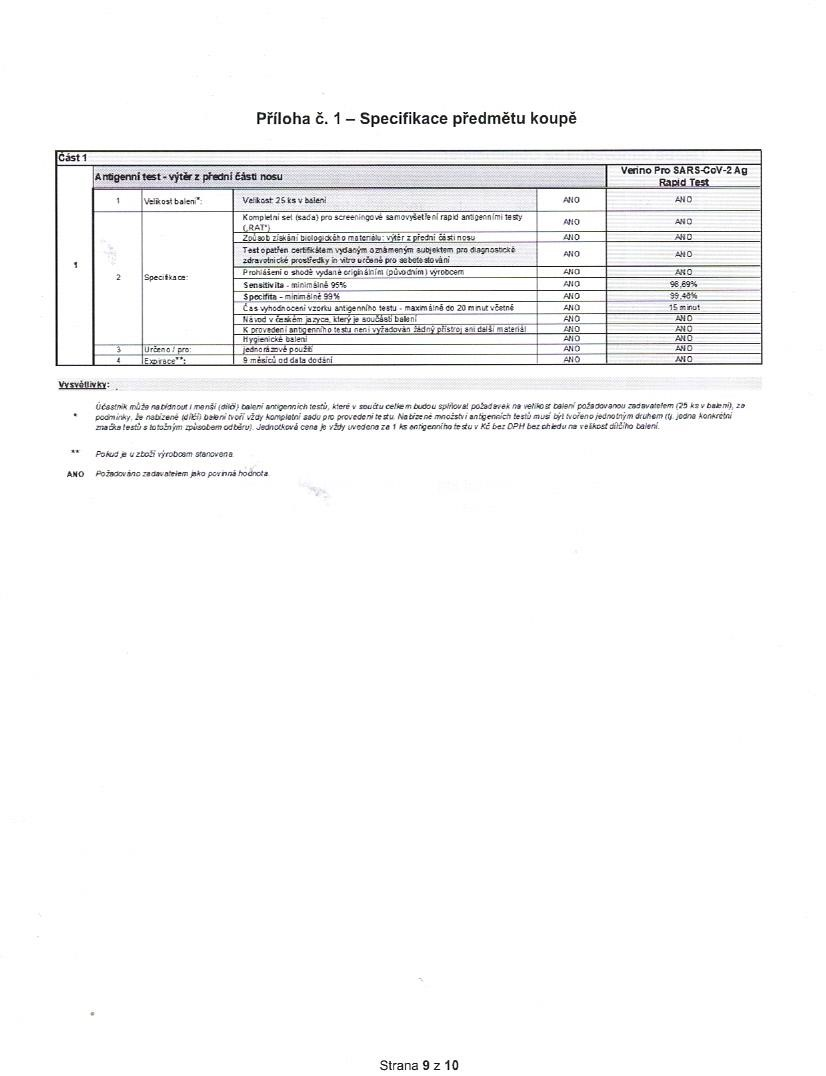 Příloha č. 1 – Specifikace předmětu koupě
Část 1
1
Antigenní test - výtěr z přední části nosu
Verino Pro SARS-CoV-2 Ag
Rapid Test
1 Velikost balení*: Velikost 25 ks v balení ANO ANO
2 Specifikace:
Kompletní set (sada) pro screeningové samovyšetření rapid antigenními testy
(„RAT“) ANO ANO
Způsob získání biologického materiálu: výtěr z přední části nosu ANO ANO
Test opatřen certifikátem vydaným oznámeným subjektem pro diagnostické
zdravotnické prostředky in vitro určené pro sebetestování ANO ANO
Prohlášení o shodě vydané originálním (původním) výrobcem ANO ANO
Sensitivita - minimálně 95% ANO 98,89%
Specifita - minimálně 99% ANO 99,48%
Čas vyhodnocení vzorku antigenního testu - maximálně do 20 minut včetně ANO 15 minut
Návod v českém jazyce, který je součástí balení ANO ANO
K provedení antigenního testu není vyžadován žádný přístroj ani další materiál ANO ANO
Hygienické balení ANO ANO
3 Určeno / pro: jednorázové použití ANO ANO
4 Expirace**: 9 měsíců od data dodání ANO ANO
Vysvětlivky:
* Účastník může nabídnout i menší (dílčí) balení antigenních testů, které v součtu celkem budou splňovat požadavek na velikost balení požadovanou zadavatelem (25 ks v balení), za
podmínky, že nabízené (dílčí) balení tvoří vždy kompletní sadu pro provedení testu. Nabízené množství antigenních testů musí být tvořeno jednotným druhem (tj. jedna konkretní
značka testů s totožným způsobem odběru). Jednotková cena je vždy uvedena za 1 ks antigenního testu v Kč bez DPH bez ohledu na velikost dílčího balení.
** Pokud je u zboží výrobcem stanovena.
ANO Požadováno zadavatelem jako povinná hodnota.
Strana 9 z 10